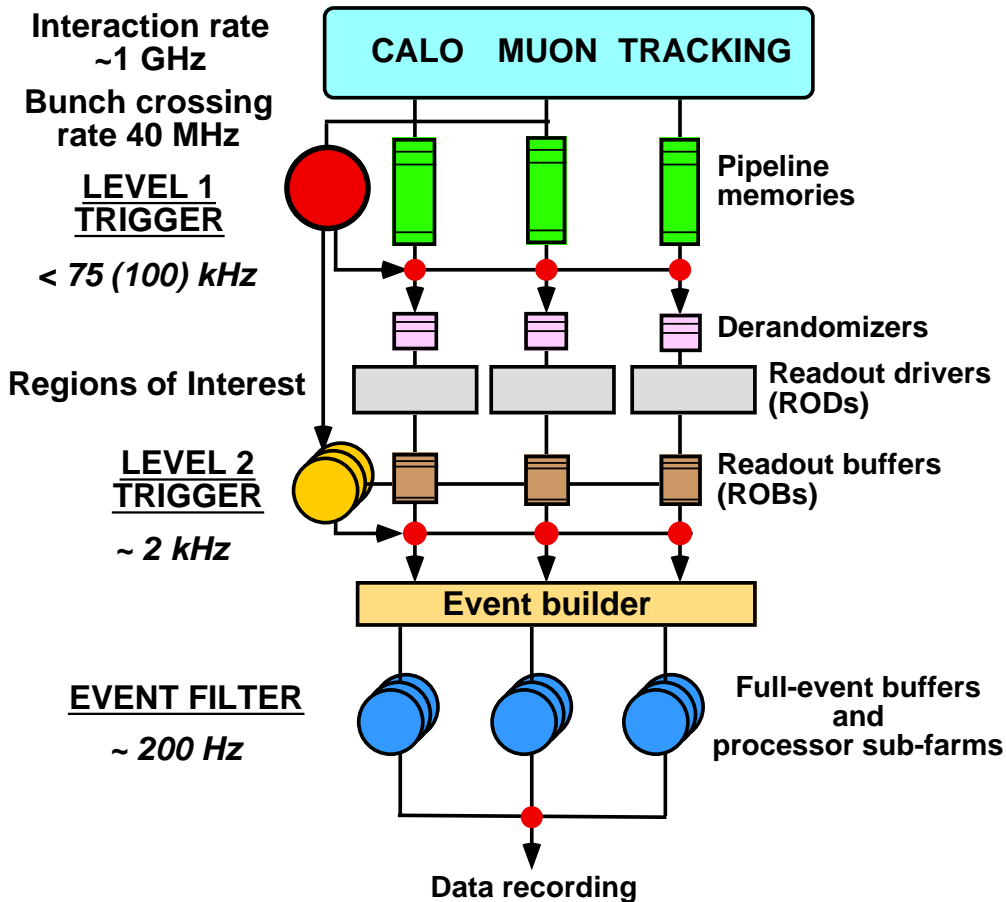 Interaction rate
~1 GHz
CALO MUON TRACKING
Bunch crossing
rate 40 MHz
LEVEL 1
TRIGGER
Pipeline
memories
< 75 (100) kHz
Derandomizers
Regions of Interest
Readout drivers
(RODs)
LEVEL 2
TRIGGER
Readout buffers
(ROBs)
~ 2 kHz
Event builder
EVENT FILTER
~ 200 Hz
Full-event buffers
and
processor sub-farms
Data recording